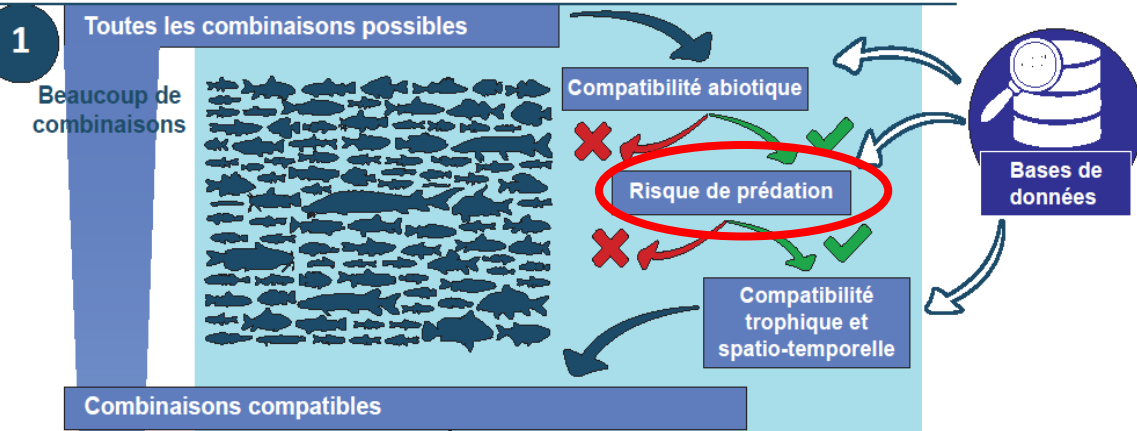 1
Toutes les combinaisons possibles
Beaucoup de
combinaisons
Compatibilité abiotique
Risque de prédation
Bases de
données
Compatibilité
trophique et
spatio-temporelle
Combinaisons compatibles